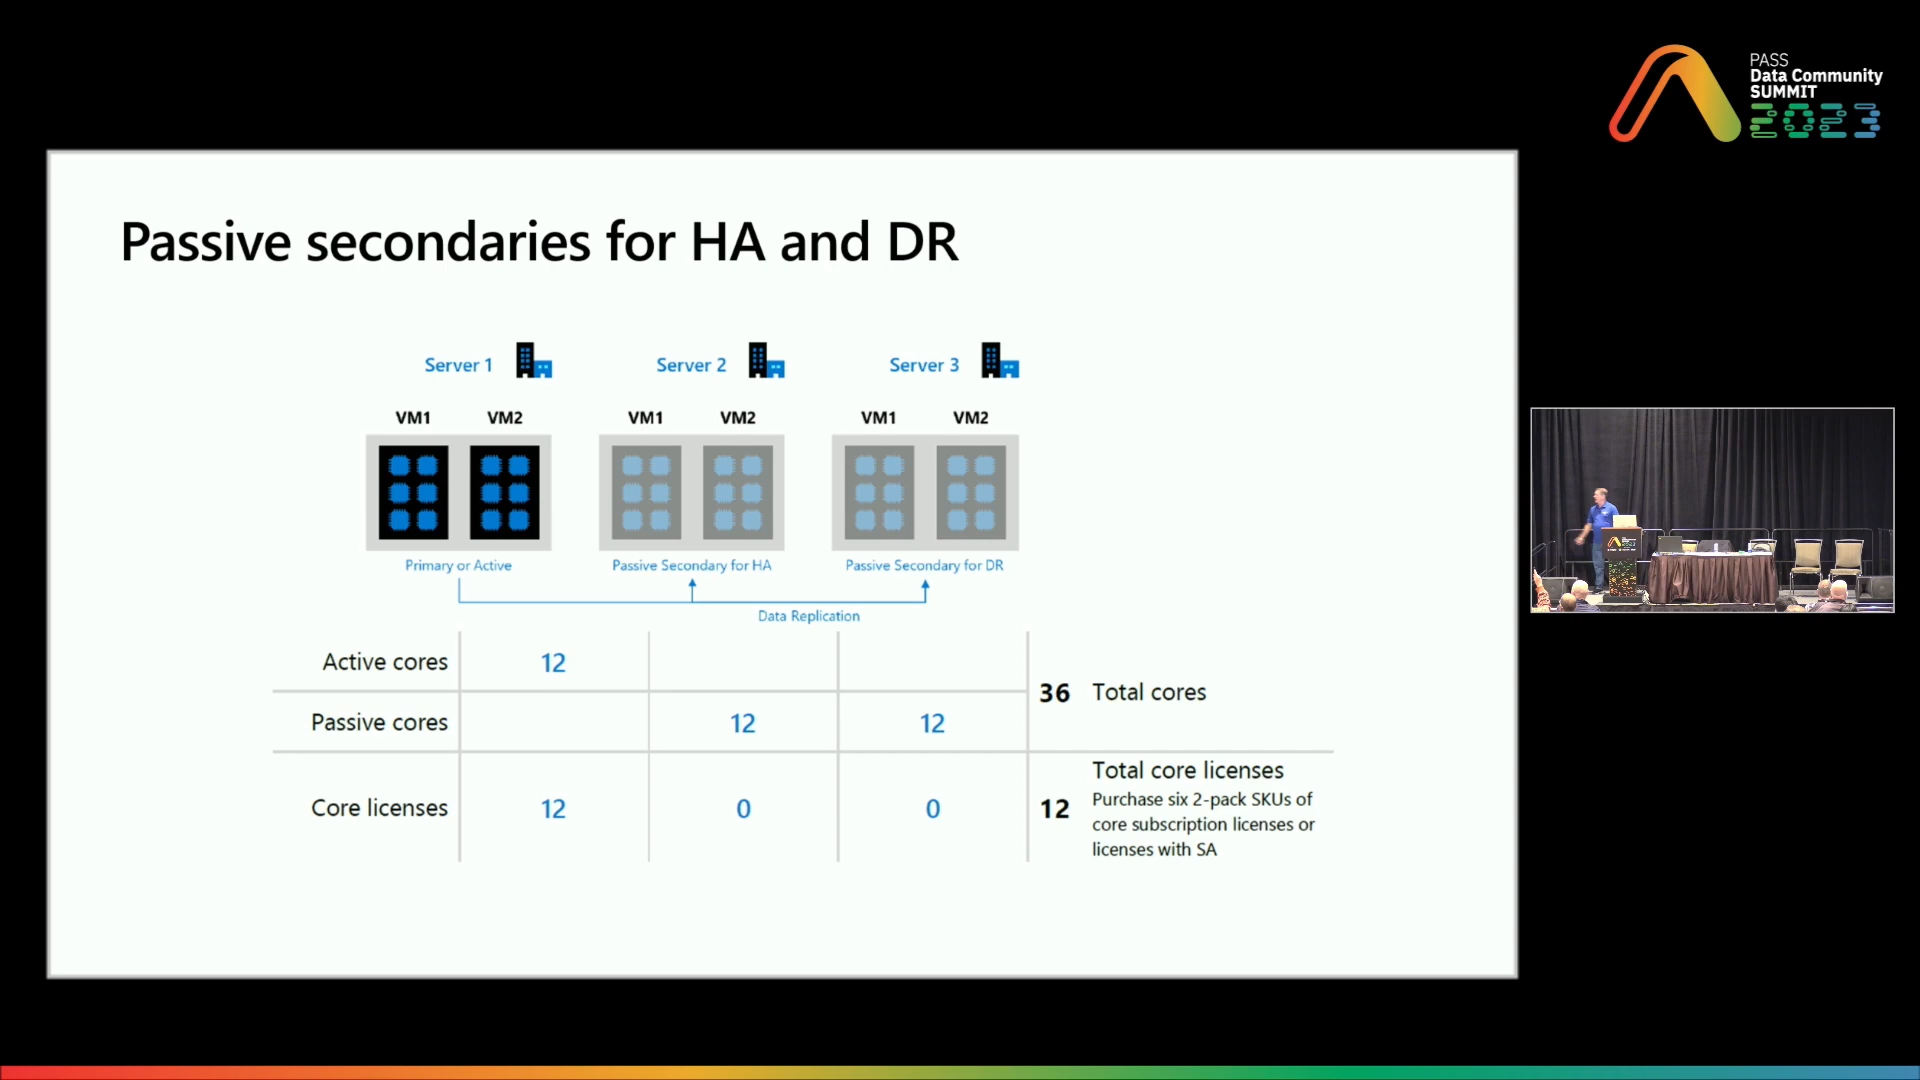 PASS
Data Community
SUMMIT
2023
Passive secondaries for HA and DR
Server 1
Server 2
Server 3
VM1 VM2
VM1 VM2
VM1 VM2
Primary or Active
Passive Secondary for HA
Passive Secondary for DR
Data Replication
Active cores 12
Passive cores 12 12
36 Total cores
Core licenses 12 0 0
12 Total core licenses
Purchase six 2-pack SKUs of
core subscription licenses or
licenses with SA